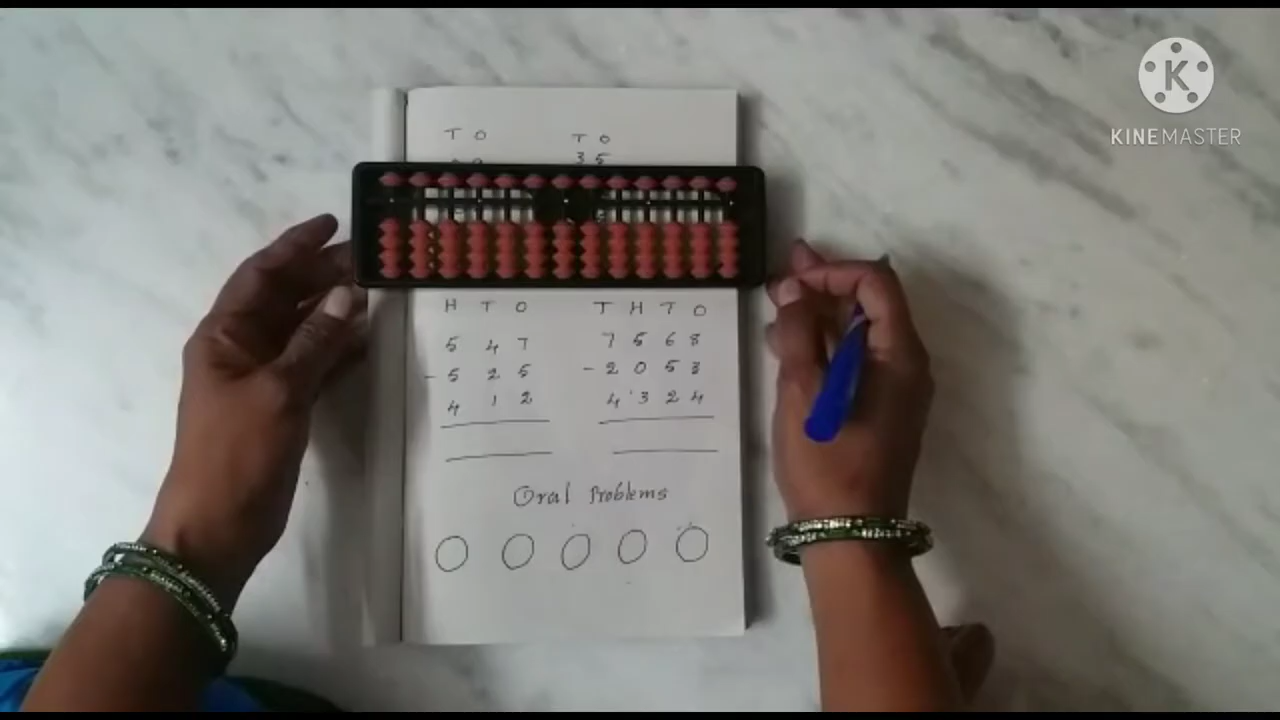 KINEMASTER
T O T O
3 5
H T O T H T O
5 4 7 7 5 6 8
- 5 2 5 - 2 0 5 3
4 1 2 4 3 2 4
Oral Problems